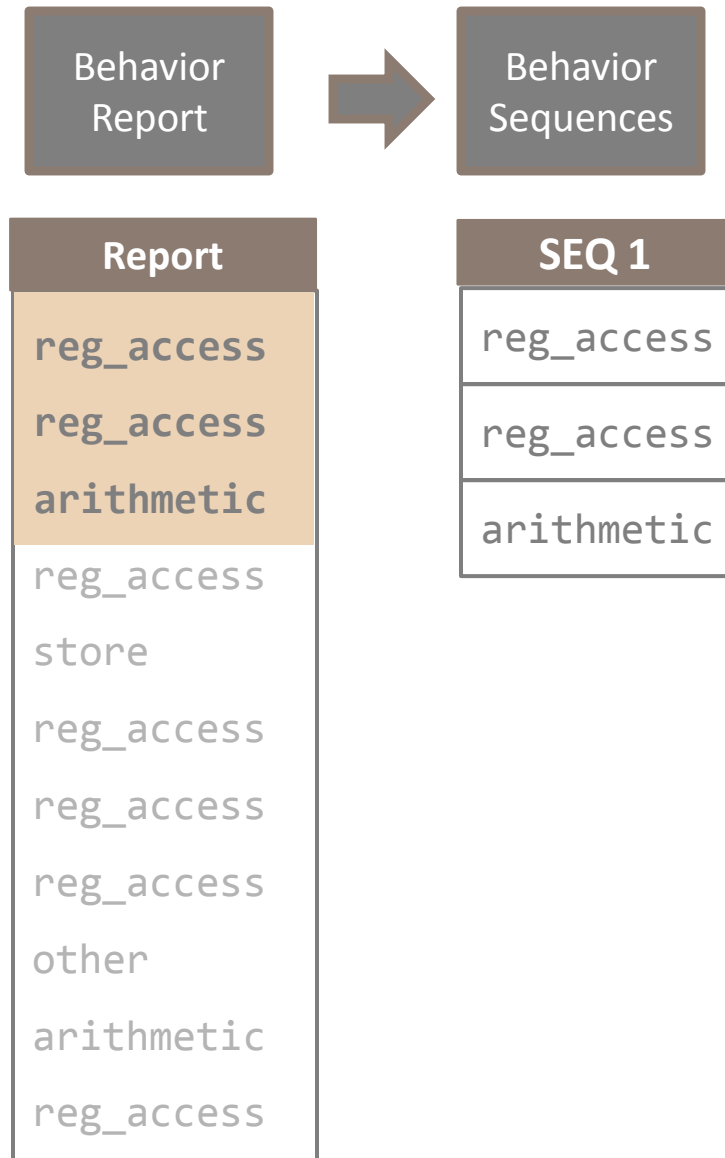 Behavior
Report
Behavior
Sequences
Report
reg_access
reg_access
arithmetic
reg_access
store
reg_access
reg_access
reg_access
other
arithmetic
reg_access
SEQ 1
reg_access
reg_access
arithmetic